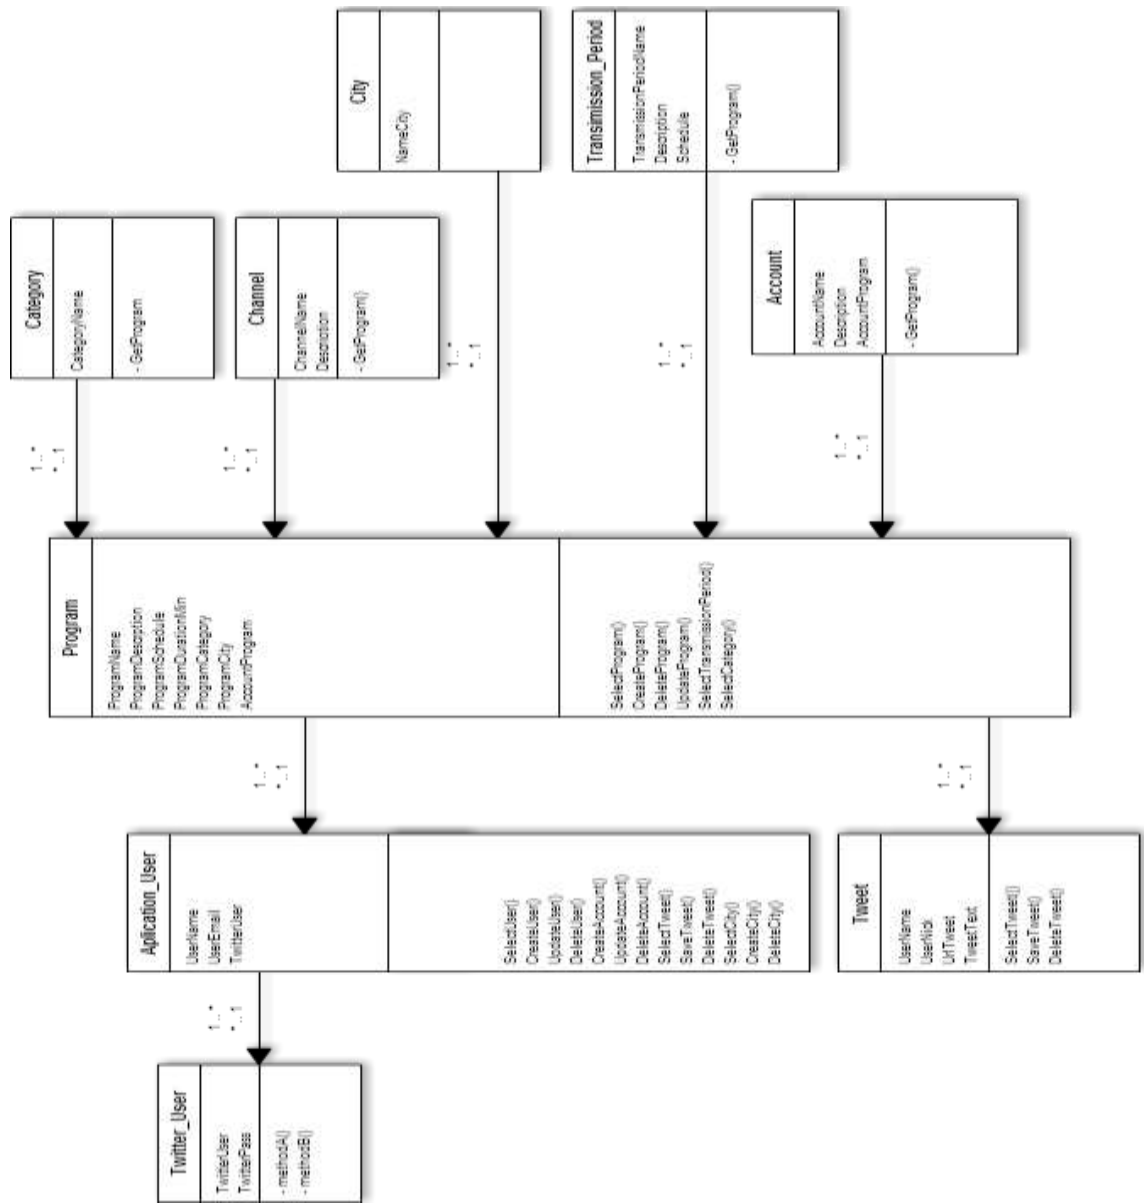 Category
CategoryName
- GetProgram
Channel
ChannelName
Description
- GetProgram()
City
NameCity
Transimission_Period
TransmissionPeriodName
Description
Schedule
- GetProgram()
Account
AccountName
Description
AccountProgram
- GetProgram()
1..*
*..1
1..*
*..1
1..*
*..1
1..*
*..1
1..*
*..1
Program
ProgramName
ProgramDescrption
ProgramSchedule
ProgramDurationMin
ProgramCategory
ProgramCity
AccountProgram
SelectProgram()
CreateProgram()
DeleteProgram()
UpdateProgram()
SelectTransmissionPeriod()
SelectCategory()
1..*
*..1
1..*
*..1
Aplication_User
UserName
UserEmail
TwitterUser
SelectUser()
CreateUser()
UpdateUser()
DeleteUser()
CreateAccount()
UpdateAccount()
DeleteAccount()
SelectTweet()
SaveTweet()
DeleteTweet()
SelectCity()
CreateCity()
DeleteCity()
Tweet
UserName
UserNick
UrlTweet
TweetText
SelectTweet()
SaveTweet()
DeleteTweet()
1..*
*..1
Twitter_User
TwitterUser
TwitterPass
- methodA()
- methodB()